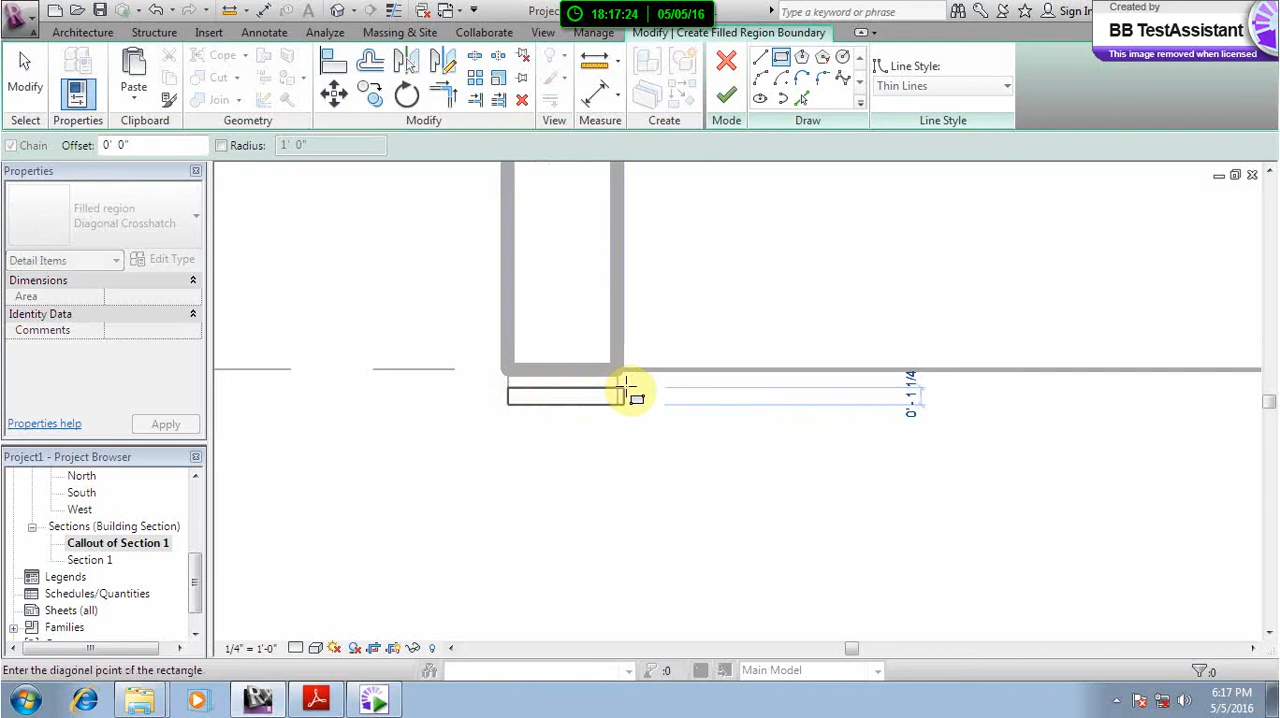 Proje
18:17:24
05/05/16
Type a keyword or phrase
Sign In
Created by
BB TestAssistant
This image removed when licensed
Architecture
Structure
Insert
Annotate
Analyze
Massing & Site
Collaborate
View
Manage
Modify | Create Filled Region Boundary
Modify
Paste
Cope
Cut
Join
Line Style:
Thin Lines
Select
Properties
Clipboard
Geometry
Modify
View
Measure
Create
Mode
Draw
Line Style
Chain
Offset:
0' 0"
Radius:
1' 0"
Properties
Filled region
Diagonal Crosshatch
Detail Items
Edit Type
Dimensions
Area
Identity Data
Comments
Properties help
Apply
0' - 1 1/4
Project1 - Project Browser
North
South
West
Sections (Building Section)
Callout of Section 1
Section 1
Legends
Schedules/Quantities
Sheets (all)
Families
1/4" = 1'-0"
Enter the diagonel point of the rectangle.
:0
Main Model
:0
6:17 PM
5/5/2016